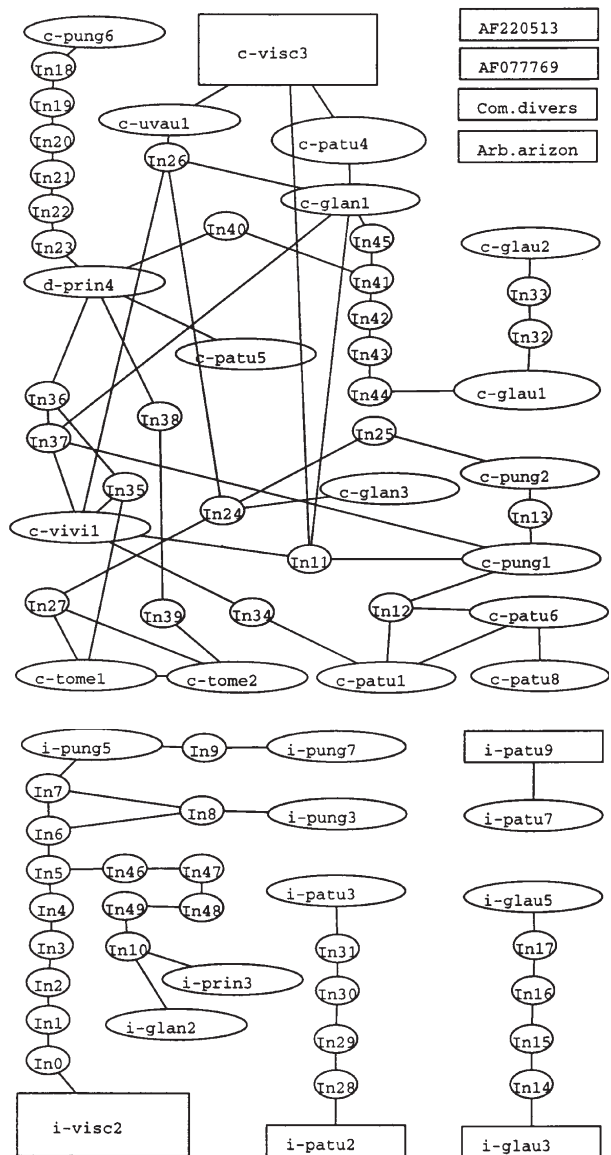 c-pung6
AF220513
c-visc3
In18
AF077769
In19
Com.divers
c-uvau1
In20
c-patu4
Arb.arizon
In26
In21
c-glan1
In22
In40
In45
In23
c-glau2
d-prin4
In41
In33
In42
In32
c-patu5
In43
In36
In44
c-glau1
In38
In25
In37
c-pung2
In35
c-glan3
In24
In13
c-vivi1
In11
c-pung1
In27
In39
In34
In12
c-patu6
c-tome1
c-tome2
c-patu1
c-patu8
i-pung5
In9
i-pung7
i-patu9
In7
In8
i-pung3
i-patu7
In6
In5
In46
In47
i-patu3
i-glau5
In4
In49
In48
In3
In10
In31
In17
In2
i-prin3
In30
In16
In1
i-glan2
In29
In15
In0
In28
In14
i-visc2
i-patu2
i-glau3